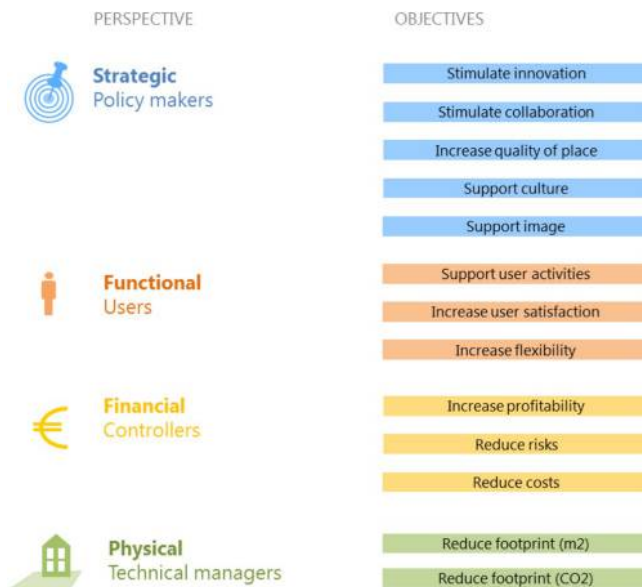 PERSPECTIVE
OBJECTIVES
Strategic
Policy makers
Stimulate innovation
Stimulate collaboration
Increase quality of place
Support culture
Support image
Functional
Users
Support user activities
Increase user satisfaction
Increase flexibility
Financial
Controllers
Increase profitability
Reduce risks
Reduce costs
Physical
Technical managers
Reduce footprint (m2)
Reduce footprint (CO2)